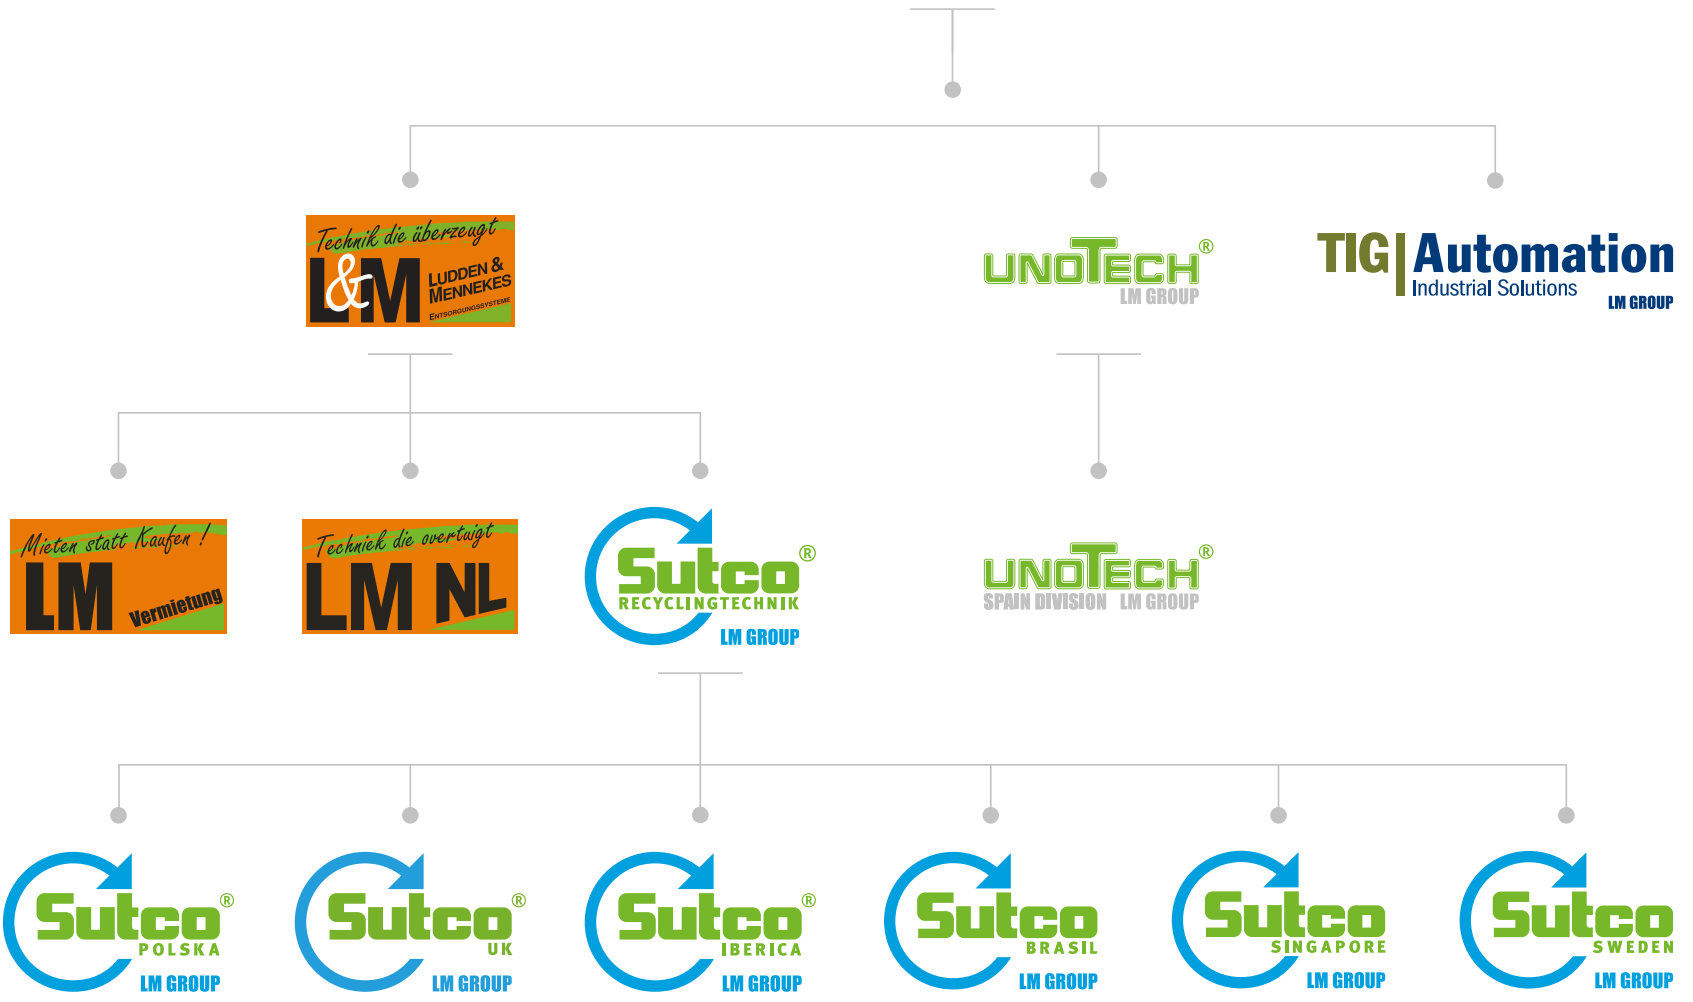 Technik die überzeugt
L&M LUDDEN & MENNEKES
ENTSORGUNGSSYSTEME
UNOTECH®
LM GROUP
TIG Automation
Industrial Solutions
LM GROUP
Mieten statt Kaufen !
LM Vermietung
Techniek die overtuigt
LM NL
Sutco®
RECYCLINGTECHNIK
LM GROUP
UNOTECH®
SPAIN DIVISION LM GROUP
Sutco®
POLSKA
LM GROUP
Sutco®
UK
LM GROUP
Sutco®
IBERICA
LM GROUP
Sutco
BRASIL
LM GROUP
Sutco
SINGAPORE
LM GROUP
Sutco
SWEDEN
LM GROUP